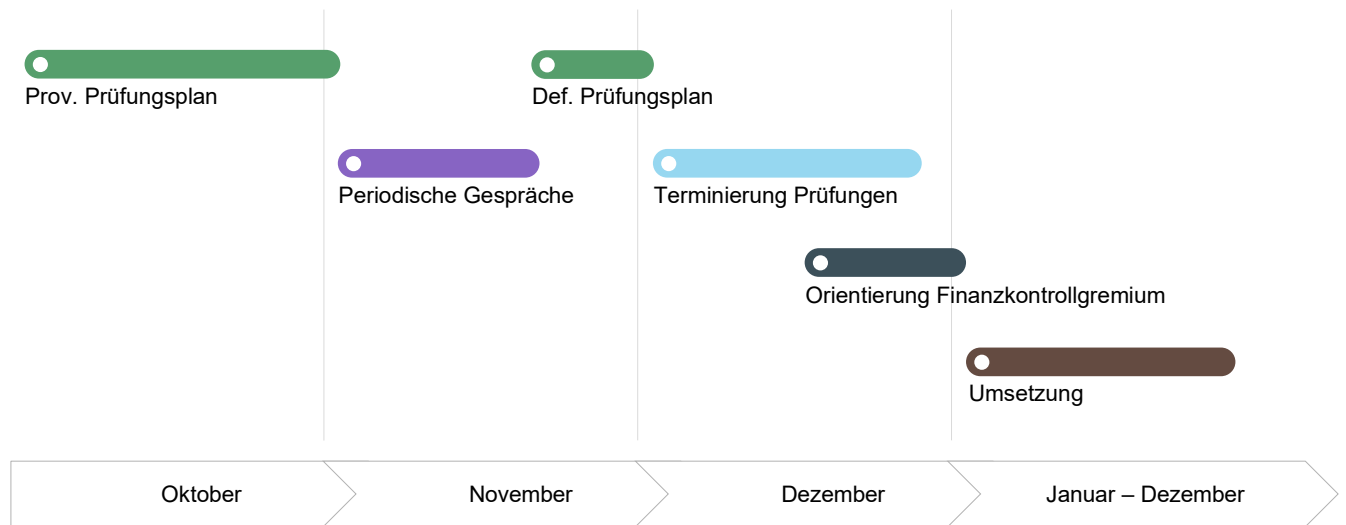 Prov. Prüfungsplan
Def. Prüfungsplan
Periodische Gespräche
Terminierung Prüfungen
Orientierung Finanzkontrollgremium
Umsetzung
Oktober
November
Dezember
Januar – Dezember